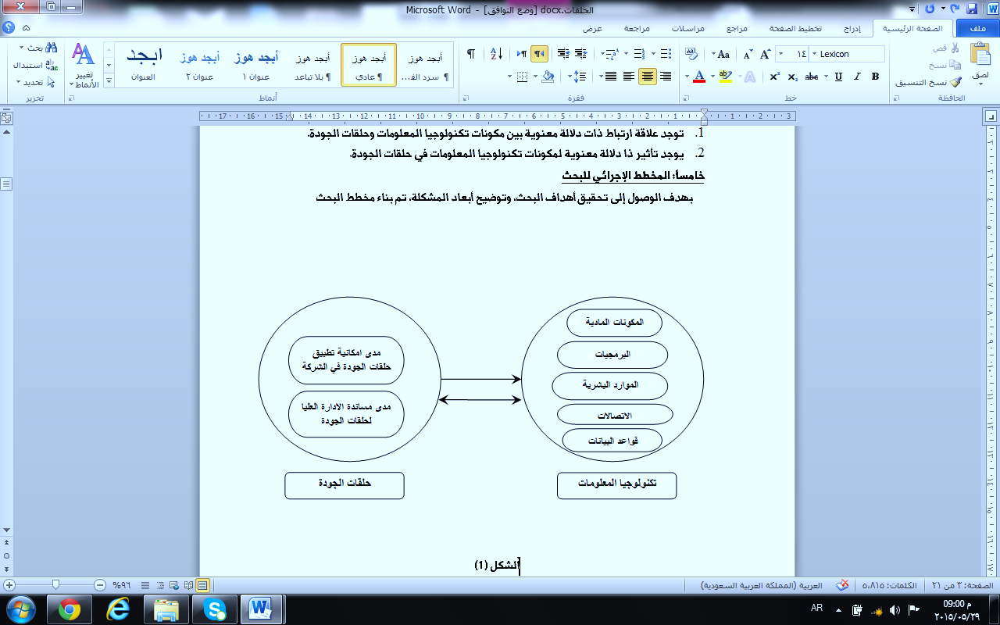 الحلقات.docx [وضع التوافق] - Microsoft Word
ملف
الصفحة الرئيسية
إدراج
تخطيط الصفحة
مراجع
مراسلات
مراجعة
عرض
لصق
قص
نسخ
نسخ التنسيق
الحافظة
Lexicon
١٤
خط
فقرة
أبجد هوز
¶ سرد الف...
أبجد هوز
¶ عادي
أبجد هوز
¶ بلا تباعد
أبجد هوز
عنوان ١
أبجد هوز
عنوان ٢
ابجد
العنوان
تغيير الأنماط
أنماط
بحث
استبدال
تحديد
تحرير
1. توجد علاقة ارتباط ذات دلالة معنوية بين مكونات تكنولوجيا المعلومات وحلقات الجودة.
2. يوجد تأثير ذا دلالة معنوية لمكونات تكنولوجيا المعلومات في حلقات الجودة.
خامساً: المخطط الإجرائي للبحث
بهدف الوصول إلى تحقيق أهداف البحث، وتوضيح أبعاد المشكلة، تم بناء مخطط البحث
المكونات المادية
البرمجيات
الموارد البشرية
الاتصالات
قواعد البيانات
تكنولوجيا المعلومات
مدى امكانية تطبيق
حلقات الجودة في الشركة
مدى مساندة الادارة العليا
لحلقات الجودة
حلقات الجودة
الشكل (1)
الصفحة: ٣ من ٢١
الكلمات: ٥،٨١٥
العربية (المملكة العربية السعودية)
٩٦%
AR
09:00 م
٢٠١٥/٠٥/٢٩